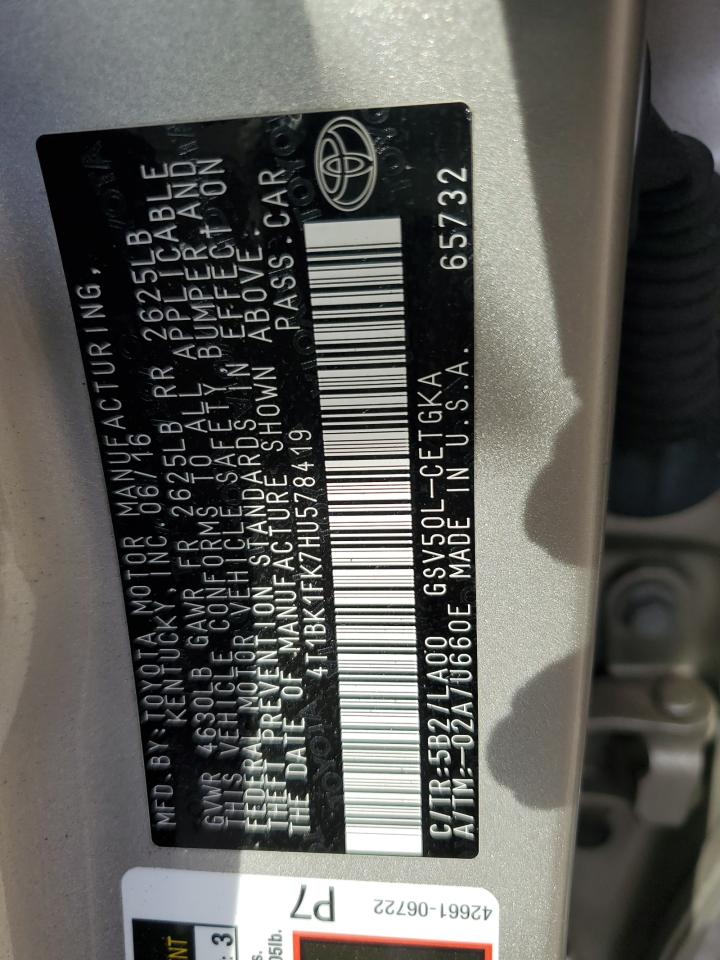 MFD. BY: TOYOTA MOTOR MANUFACTURING,
KENTUCKY, INC. 06/16
GVWR 4630LB GAWR FR 2625LB RR 2625LB
THIS VEHICLE CONFORMS TO ALL APPLICABLE
FEDERAL MOTOR VEHICLE SAFETY, BUMPER AND
THEFT PREVENTION STANDARDS IN EFFECT ON
THE DATE OF MANUFACTURE SHOWN ABOVE.
4T1BK1FK7HU578419 PASS.CAR
C/TR:5B2/LA00 GSV50L-CETGKA
A/TM:-02A/U660E MADE IN U.S.A. 65732
P7
42661-06722
3
05lb.